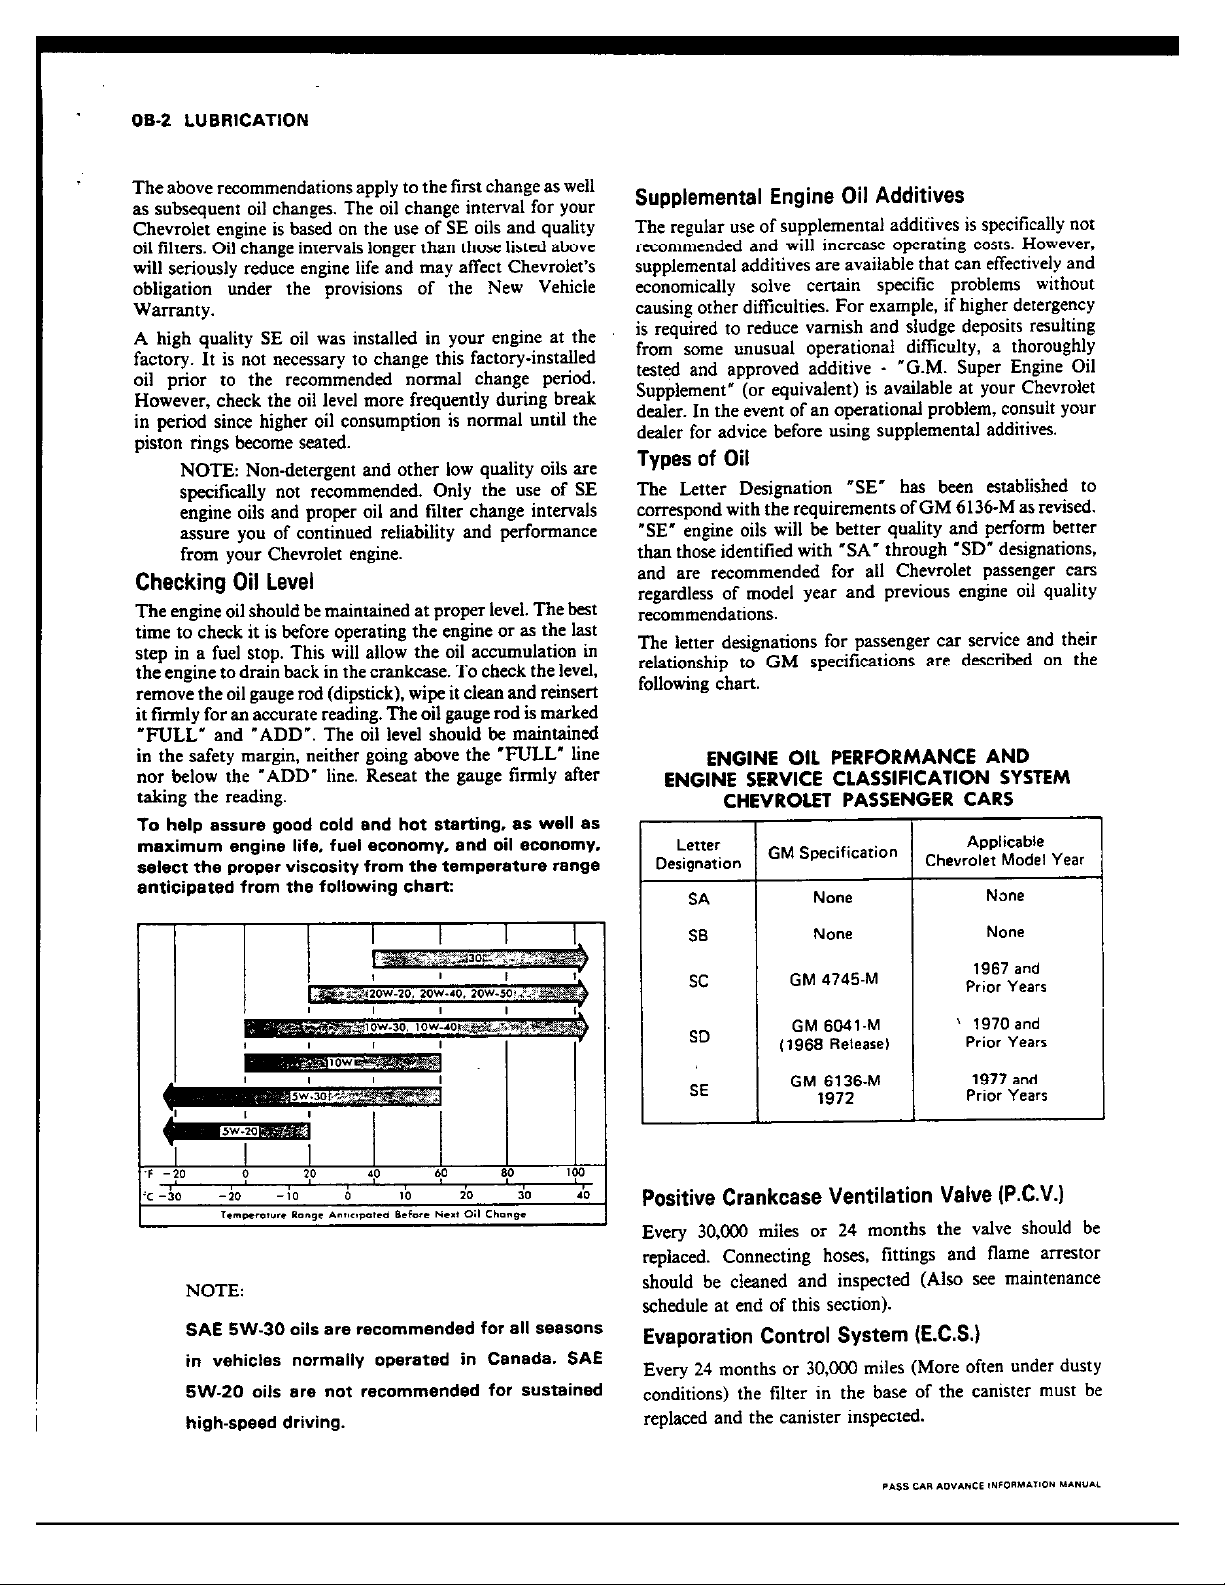 0B-2 LUBRICATION
The above recommendations apply to the first change as well
as subsequent oil changes. The oil change interval for your
Chevrolet engine is based on the use of SE oils and quality
oil filters. Oil change intervals longer than those listed above
will seriously reduce engine life and may affect Chevrolet's
obligation under the provisions of the New Vehicle
Warranty.
A high quality SE oil was installed in your engine at the
factory. It is not necessary to change this factory-installed
oil prior to the recommended normal change period.
However, check the oil level more frequently during break
in period since higher oil consumption is normal until the
piston rings become seated.
NOTE: Non-detergent and other low quality oils are
specifically not recommended. Only the use of SE
engine oils and proper oil and filter change intervals
assure you of continued reliability and performance
from your Chevrolet engine.
Checking Oil Level
The engine oil should be maintained at proper level. The best
time to check it is before operating the engine or as the last
step in a fuel stop. This will allow the oil accumulation in
the engine to drain back in the crankcase. To check the level,
remove the oil gauge rod (dipstick), wipe it clean and reinsert
it firmly for an accurate reading. The oil gauge rod is marked
"FULL" and "ADD". The oil level should be maintained
in the safety margin, neither going above the "FULL" line
nor below the "ADD" line. Reseat the gauge firmly after
taking the reading.
To help assure good cold and hot starting, as well as
maximum engine life, fuel economy, and oil economy,
select the proper viscosity from the temperature range
anticipated from the following chart:
30
20W-20, 20W-40, 20W-50
10W-30, 10W-40
10W
5W-30
5W-20
°F -20 0 20 40 60 80 100
°C -30 -20 -10 0 10 20 30 40
Temperature Range Anticipated Before Next Oil Change
NOTE:
SAE 5W-30 oils are recommended for all seasons
in vehicles normally operated in Canada. SAE
5W-20 oils are not recommended for sustained
high-speed driving.
Supplemental Engine Oil Additives
The regular use of supplemental additives is specifically not
recommended and will increase operating costs. However,
supplemental additives are available that can effectively and
economically solve certain specific problems without
causing other difficulties. For example, if higher detergency
is required to reduce varnish and sludge deposits resulting
from some unusual operational difficulty, a thoroughly
tested and approved additive - "G.M. Super Engine Oil
Supplement" (or equivalent) is available at your Chevrolet
dealer. In the event of an operational problem, consult your
dealer for advice before using supplemental additives.
Types of Oil
The Letter Designation "SE" has been established to
correspond with the requirements of GM 6136-M as revised.
"SE" engine oils will be better quality and perform better
than those identified with "SA" through "SD" designations,
and are recommended for all Chevrolet passenger cars
regardless of model year and previous engine oil quality
recommendations.
The letter designations for passenger car service and their
relationship to GM specifications are described on the
following chart.
ENGINE OIL PERFORMANCE AND
ENGINE SERVICE CLASSIFICATION SYSTEM
CHEVROLET PASSENGER CARS
Letter Designation GM Specification Applicable Chevrolet Model Year
SA None None
SB None None
SC GM 4745-M 1967 and Prior Years
SD GM 6041-M (1968 Release) 1970 and Prior Years
SE GM 6136-M 1972 1977 and Prior Years
Positive Crankcase Ventilation Valve (P.C.V.)
Every 30,000 miles or 24 months the valve should be
replaced. Connecting hoses, fittings and flame arrestor
should be cleaned and inspected (Also see maintenance
schedule at end of this section).
Evaporation Control System (E.C.S.)
Every 24 months or 30,000 miles (More often under dusty
conditions) the filter in the base of the canister must be
replaced and the canister inspected.
PASS CAR ADVANCE INFORMATION MANUAL